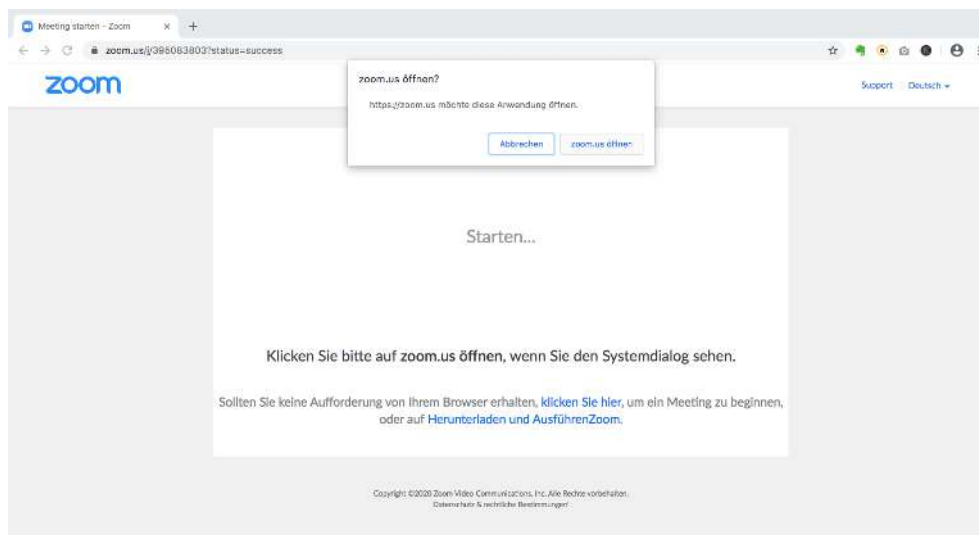 Meeting starten - Zoom
zoom.us/j/396083803?status=success
zoom
Support Deutsch
zoom.us öffnen?
https://zoom.us möchte diese Anwendung öffnen.
Abbrechen zoom.us öffnen
Starten...
Klicken Sie bitte auf zoom.us öffnen, wenn Sie den Systemdialog sehen.
Sollten Sie keine Aufforderung von Ihrem Browser erhalten, klicken Sie hier, um ein Meeting zu beginnen,
oder auf Herunterladen und AusführenZoom.
Copyright ©2020 Zoom Video Communications, Inc. Alle Rechte vorbehalten.
Datenschutz & rechtliche Bestimmungen